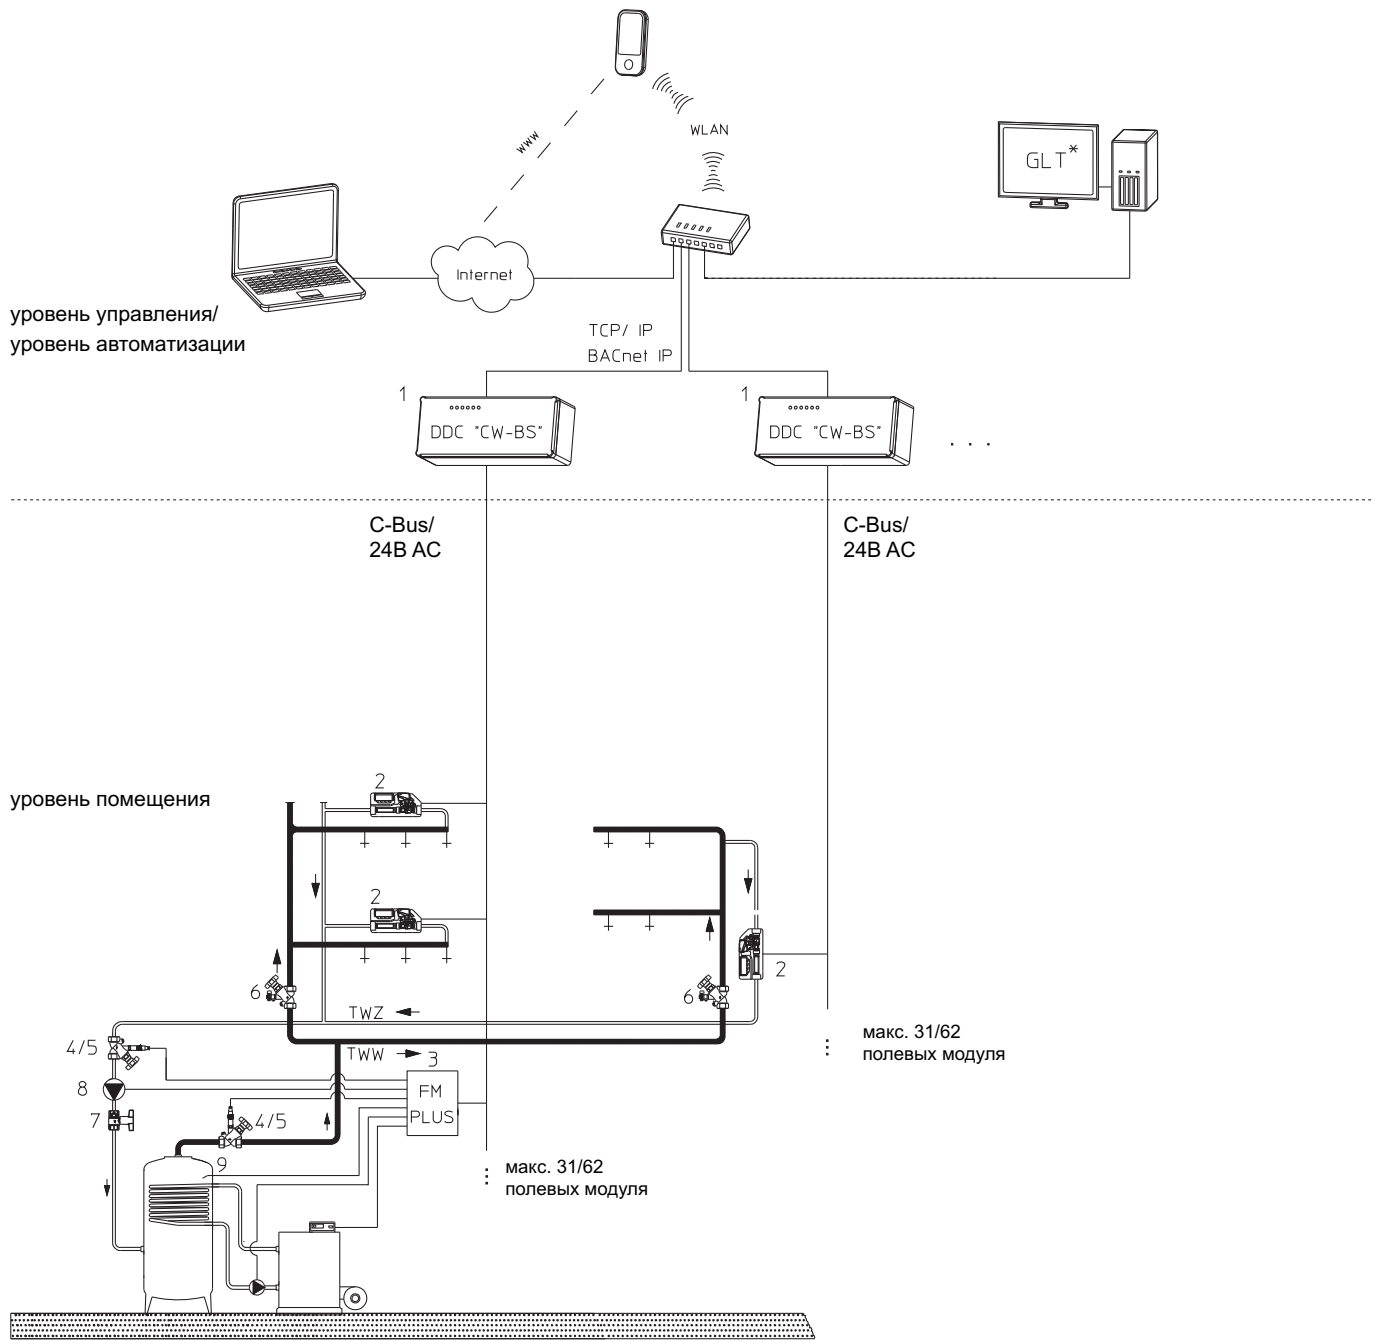 www
WLAN
GLT*
Internet
уровень управления/
уровень автоматизации
TCP/ IP
BACnet IP
1
1
DDC "CW-BS"
DDC "CW-BS"
. . .
C-Bus/
24В AC
C-Bus/
24В AC
уровень помещения
2
2
2
6
6
TWZ
TWW
3
4/5
8
7
FM
PLUS
4/5
9
макс. 31/62
полевых модуля
макс. 31/62
полевых модуля